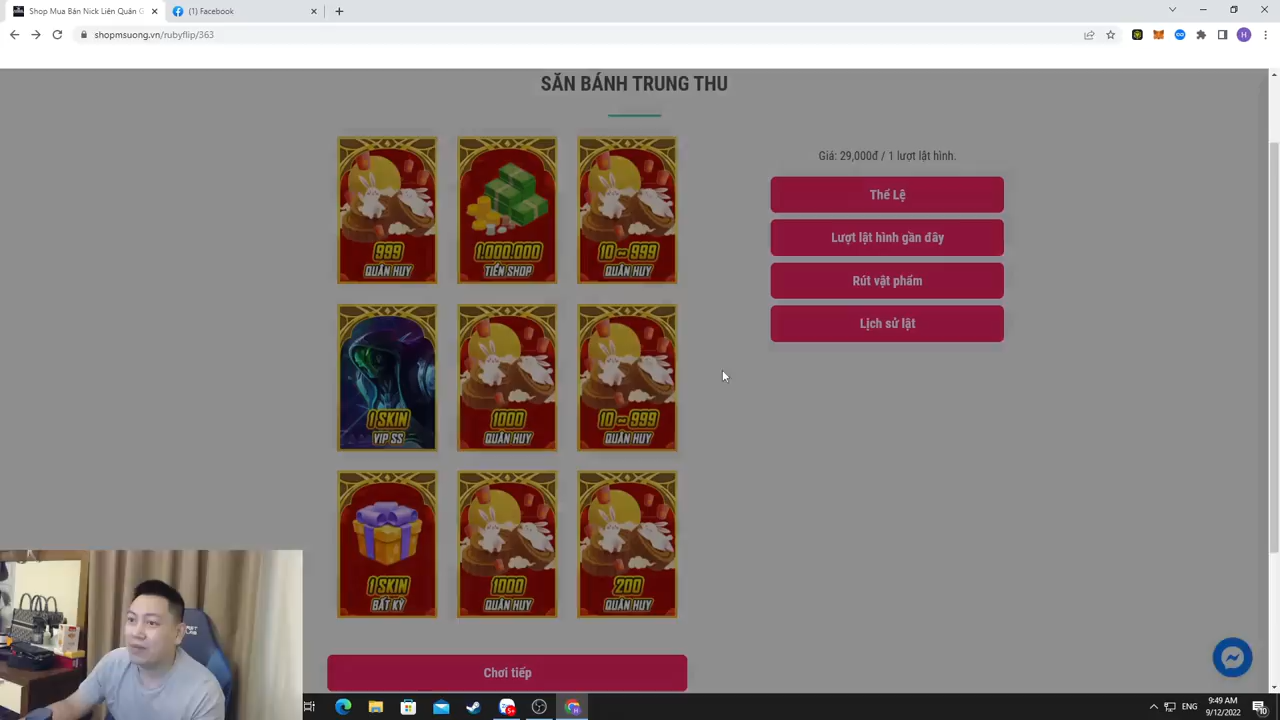 Shop Mua Bán Nick Liên Quân G
(1) Facebook
shopmsuong.vn/rubyflip/363
H
SĂN BÁNH TRUNG THU
999
QUÂN HUY
1.000.000
TIỀN SHOP
10 ~ 999
QUÂN HUY
Giá: 29,000đ / 1 lượt lật hình.
Thể Lệ
Lượt lật hình gần đây
Rút vật phẩm
Lịch sử lật
1 SKIN
VIP SS
1000
QUÂN HUY
10 ~ 999
QUÂN HUY
1 SKIN
BẤT KỲ
1000
QUÂN HUY
200
QUÂN HUY
Chơi tiếp
ENG
9:49 AM
9/12/2022
10